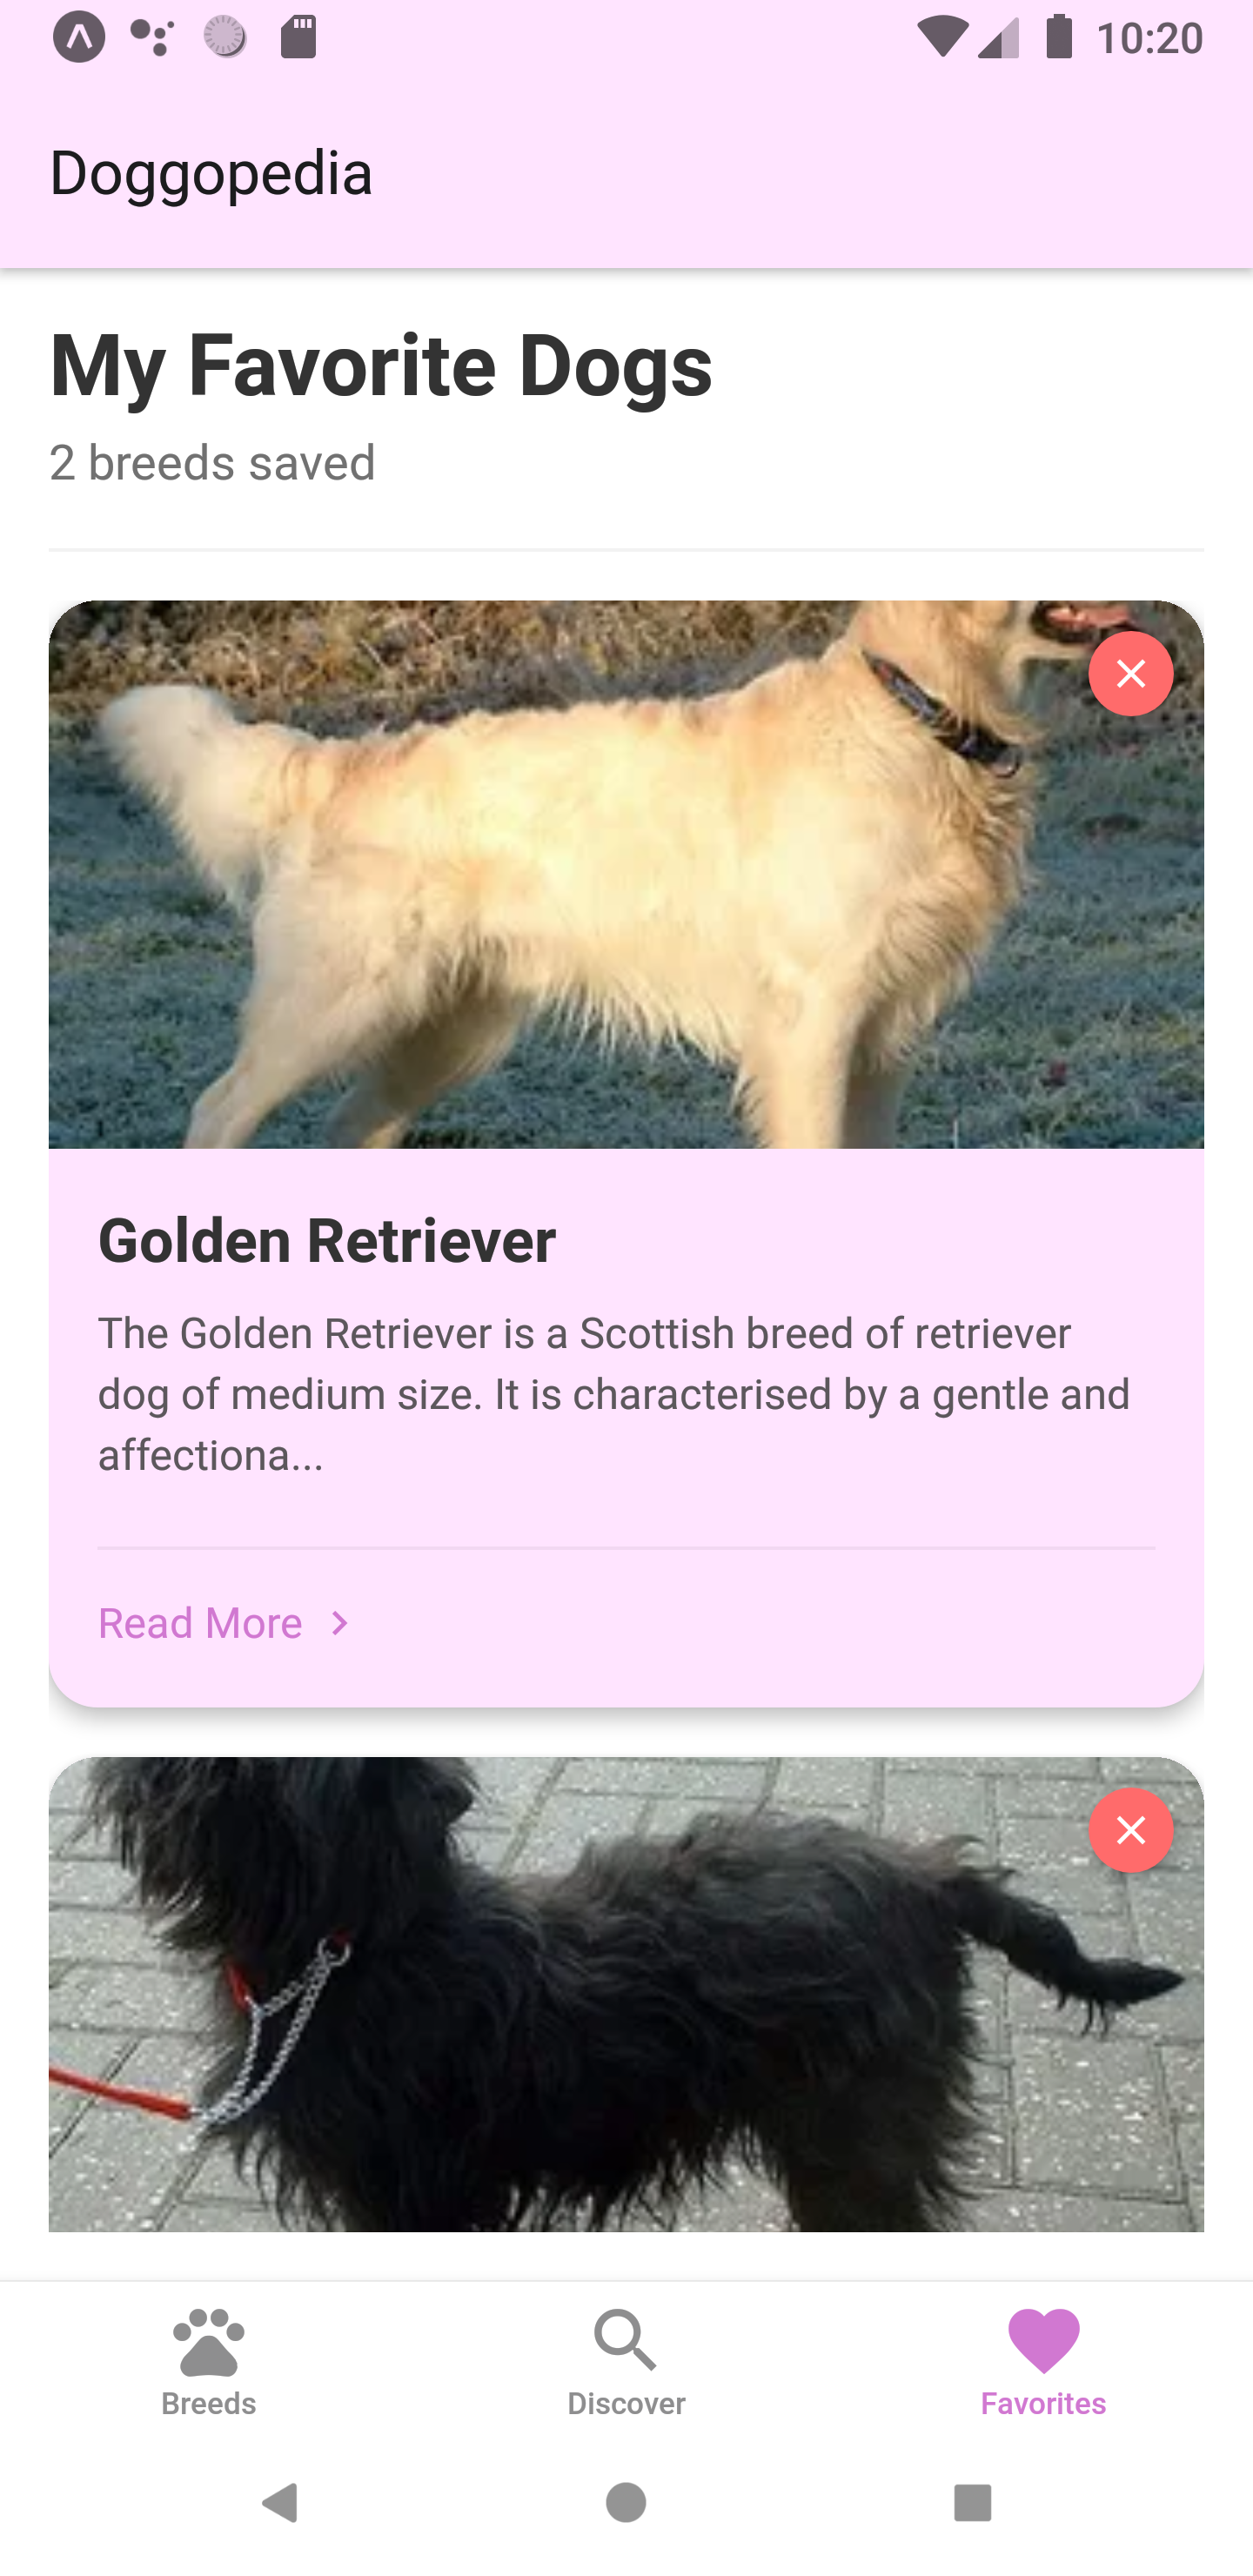 10:20
Doggopedia
My Favorite Dogs
2 breeds saved
Golden Retriever
The Golden Retriever is a Scottish breed of retriever
dog of medium size. It is characterised by a gentle and
affectiona...
Read More
Breeds
Discover
Favorites